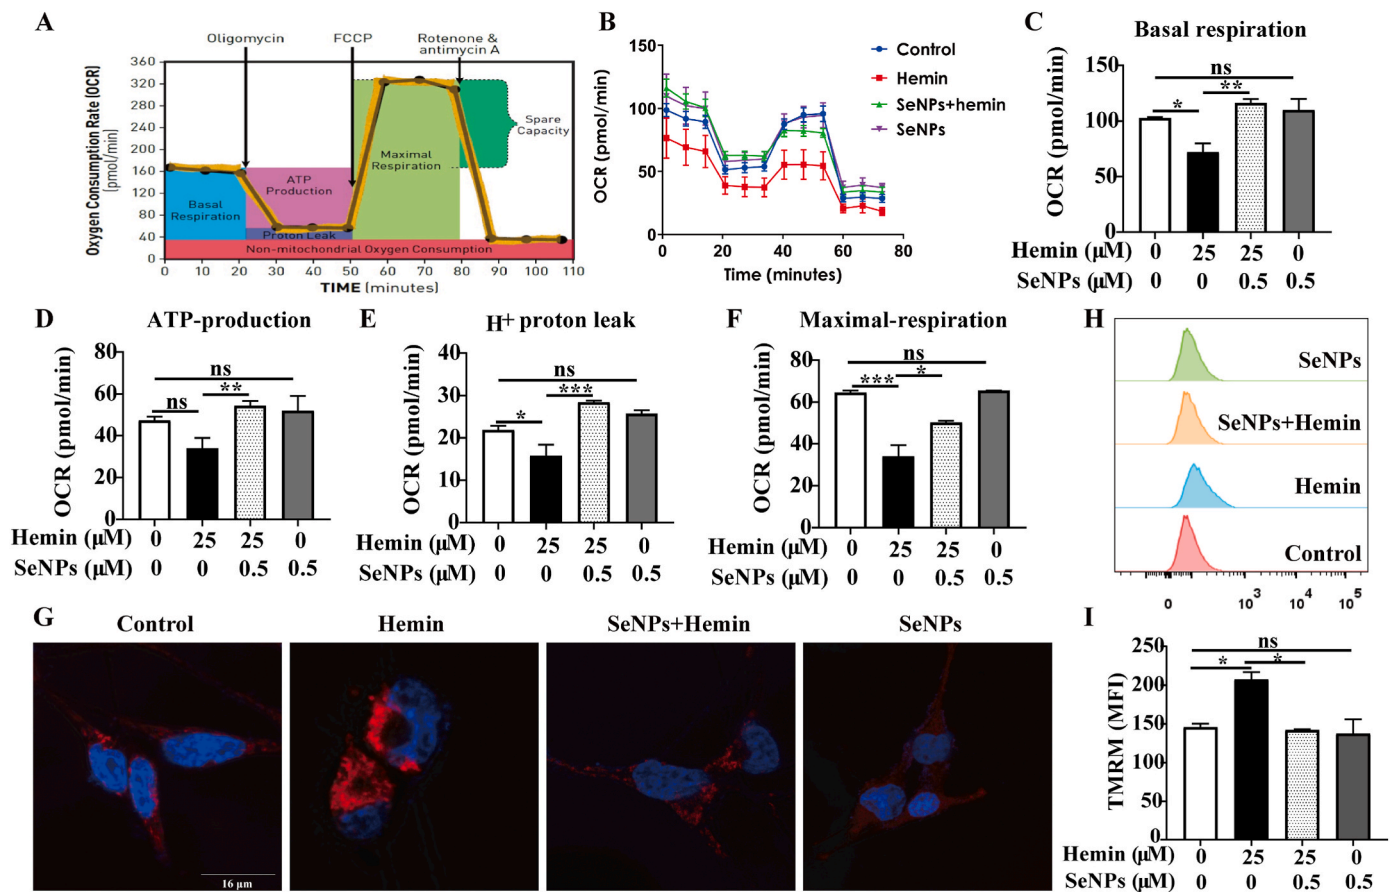 A
Oligomycin
FCCP
Rotenone &
antimycin A
Oxygen Consumption Rate (OCR)
(pmol/min)
360
320
280
240
200
160
120
80
40
0
Basal
Respiration
ATP
Production
Proton Leak
Maximal
Respiration
Spare
Capacity
Non-mitochondrial Oxygen Consumption
0 10 20 30 40 50 60 70 80 90 100 110
TIME (minutes)
B
OCR (pmol/min)
150
100
50
0
0 20 40 60 80
Time (minutes)
Control
Hemin
SeNPs+hemin
SeNPs
C
Basal respiration
OCR (pmol/min)
150
100
50
0
ns
* **
Hemin (μM) 0 25 25 0
SeNPs (μM) 0 0 0.5 0.5
D
ATP-production
OCR (pmol/min)
80
60
40
20
0
ns
ns **
Hemin (μM) 0 25 25 0
SeNPs (μM) 0 0 0.5 0.5
E
H+ proton leak
OCR (pmol/min)
40
30
20
10
0
ns
* ***
Hemin (μM) 0 25 25 0
SeNPs (μM) 0 0 0.5 0.5
F
Maximal-respiration
OCR (pmol/min)
80
60
40
20
0
ns
*** *
Hemin (μM) 0 25 25 0
SeNPs (μM) 0 0 0.5 0.5
H
SeNPs
SeNPs+Hemin
Hemin
Control
0 10³ 10⁴ 10⁵
G
Control
Hemin
SeNPs+Hemin
SeNPs
16 μm
I
TMRM (MFI)
250
200
150
100
50
0
ns
* *
Hemin (μM) 0 25 25 0
SeNPs (μM) 0 0 0.5 0.5